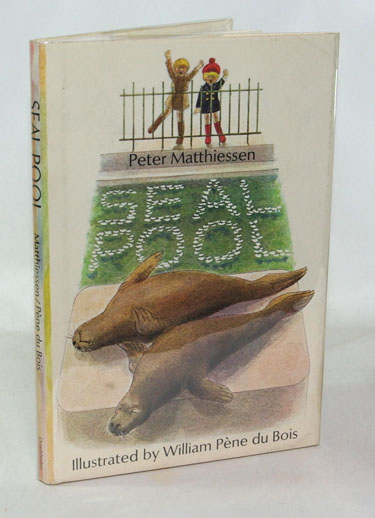 Peter Matthiessen
SEAL
POOL
Illustrated by William Pène du Bois
SEAL POOL Matthiessen/Pène du Bois